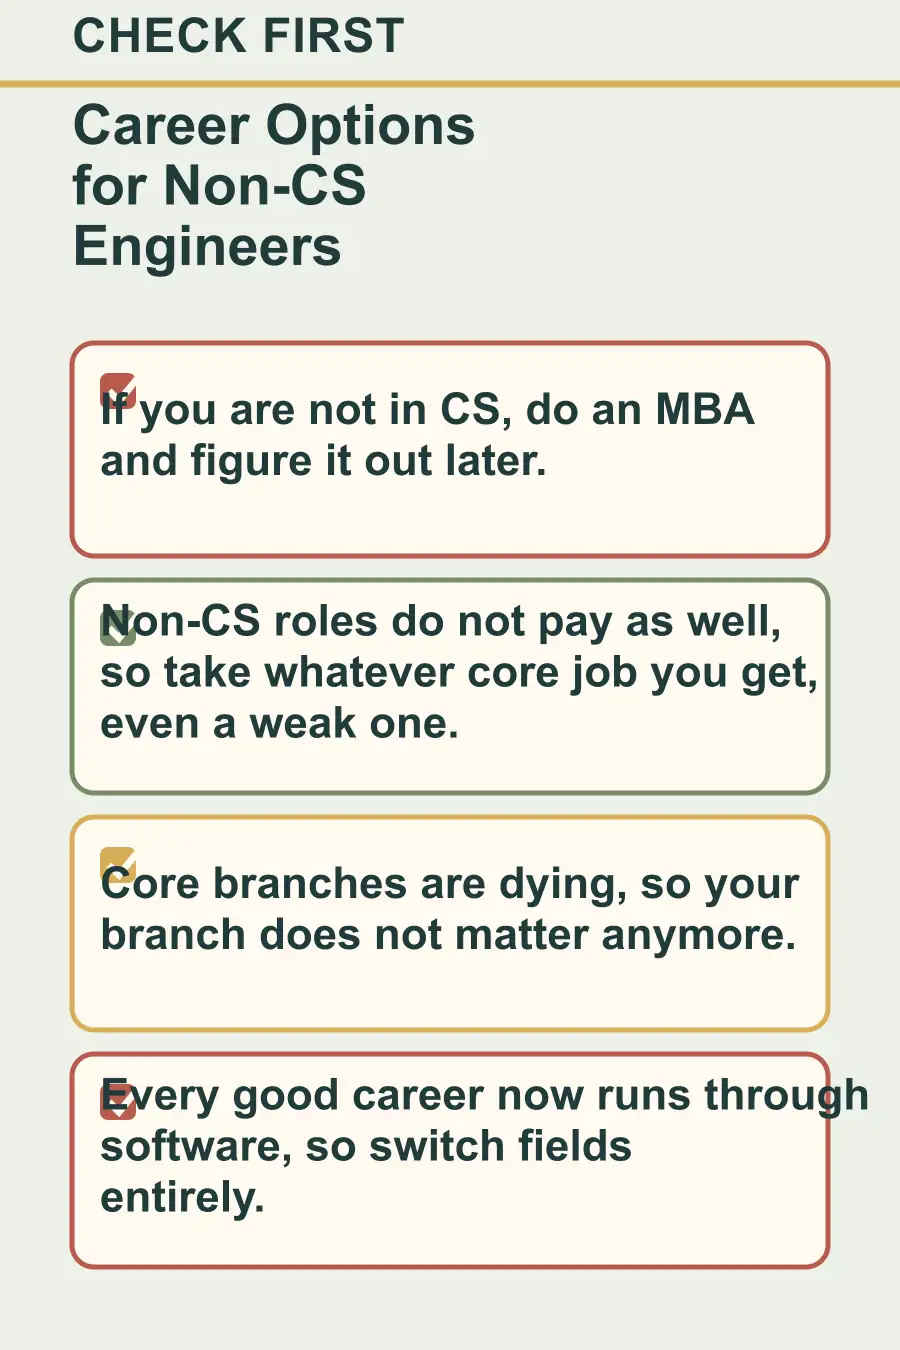 CHECK FIRST
Career Options
for Non-CS
Engineers
If you are not in CS, do an MBA
and figure it out later.
Non-CS roles do not pay as well,
so take whatever core job you get,
even a weak one.
Core branches are dying, so your
branch does not matter anymore.
Every good career now runs through
software, so switch fields
entirely.